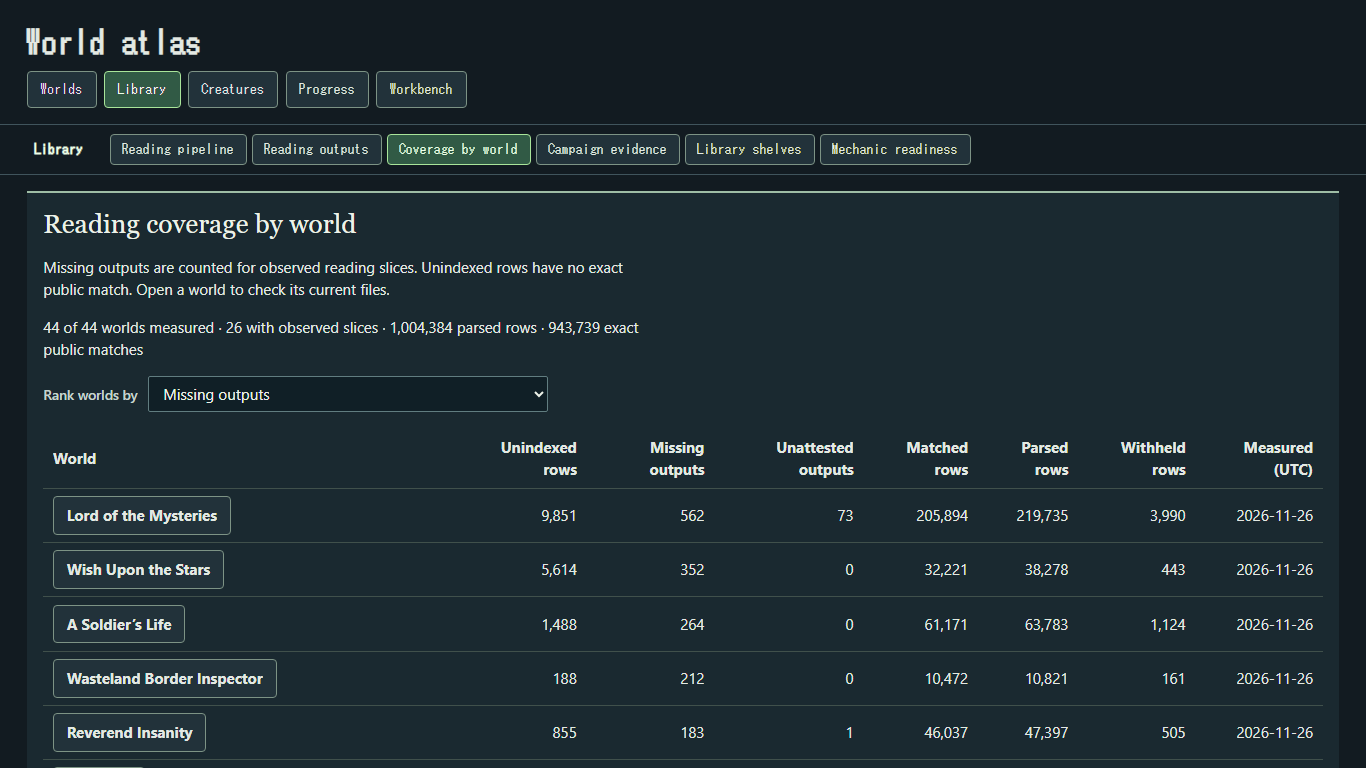 World atlas
Worlds Library Creatures Progress Workbench
Library Reading pipeline Reading outputs Coverage by world Campaign evidence Library shelves Mechanic readiness
Reading coverage by world
Missing outputs are counted for observed reading slices. Unindexed rows have no exact
public match. Open a world to check its current files.
44 of 44 worlds measured · 26 with observed slices · 1,004,384 parsed rows · 943,739 exact
public matches
Rank worlds by Missing outputs
World Unindexed rows Missing outputs Unattested outputs Matched rows Parsed rows Withheld rows Measured (UTC)
Lord of the Mysteries 9,851 562 73 205,894 219,735 3,990 2026-11-26
Wish Upon the Stars 5,614 352 0 32,221 38,278 443 2026-11-26
A Soldier’s Life 1,488 264 0 61,171 63,783 1,124 2026-11-26
Wasteland Border Inspector 188 212 0 10,472 10,821 161 2026-11-26
Reverend Insanity 855 183 1 46,037 47,397 505 2026-11-26